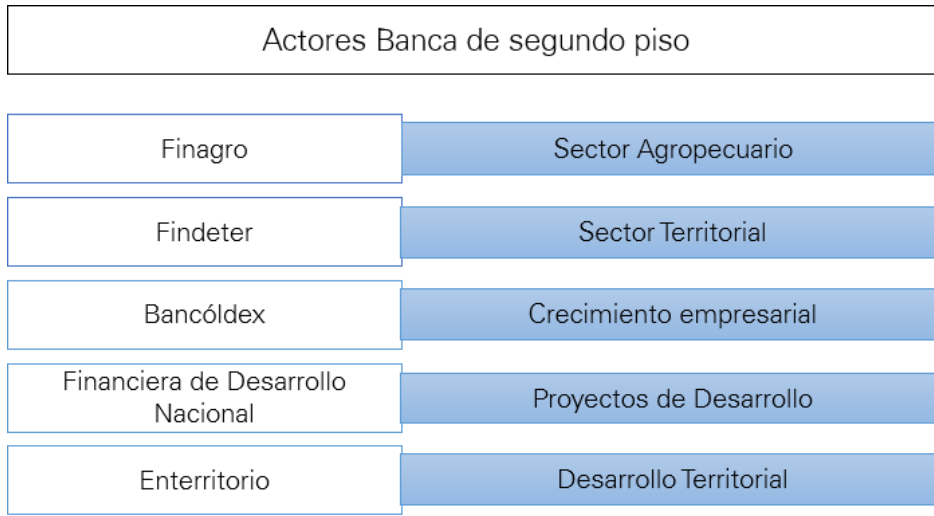 Actores Banca de segundo piso
Finagro
Sector Agropecuario
Findeter
Sector Territorial
Bancóldex
Crecimiento empresarial
Financiera de Desarrollo
Nacional
Proyectos de Desarrollo
Enterritorio
Desarrollo Territorial